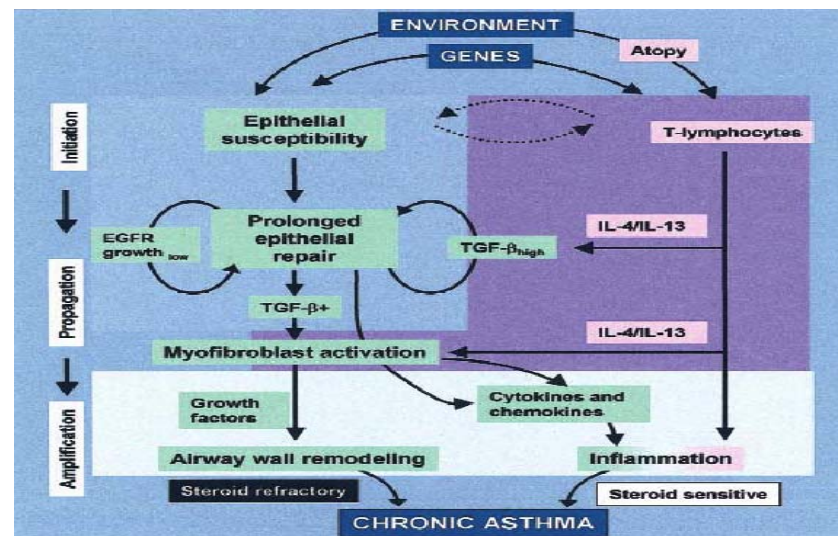 ENVIRONMENT
GENES
Atopy
Epithelial
susceptibility
T-lymphocytes
Initiation
Prolonged
epithelial
repair
EGFR
growth low
TGF-βhigh
IL-4/IL-13
TGF-β+
Propagation
IL-4/IL-13
Myofibroblast activation
Growth
factors
Cytokines and
chemokines
Amplification
Airway wall remodeling
Inflammation
Steroid refractory
Steroid sensitive
CHRONIC ASTHMA